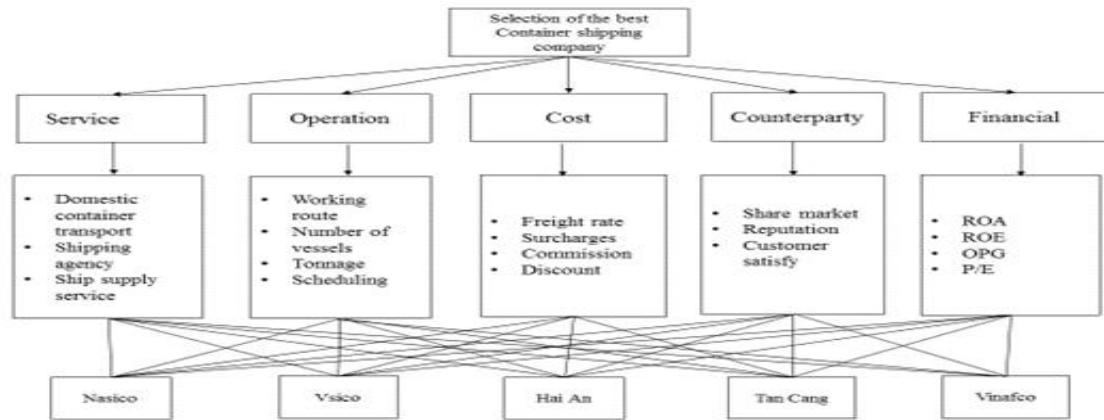 Selection of the best
Container shipping
company
Service
Operation
Cost
Counterparty
Financial
• Domestic
container
transport
• Shipping
agency
• Ship supply
service
• Working
route
• Number of
vessels
• Tonnage
• Scheduling
• Freight rate
• Surcharges
• Commission
• Discount
• Share market
• Reputation
• Customer
satisfy
• ROA
• ROE
• OPG
• P/E
Nasico
Vsico
Hai An
Tan Cang
Vinafco